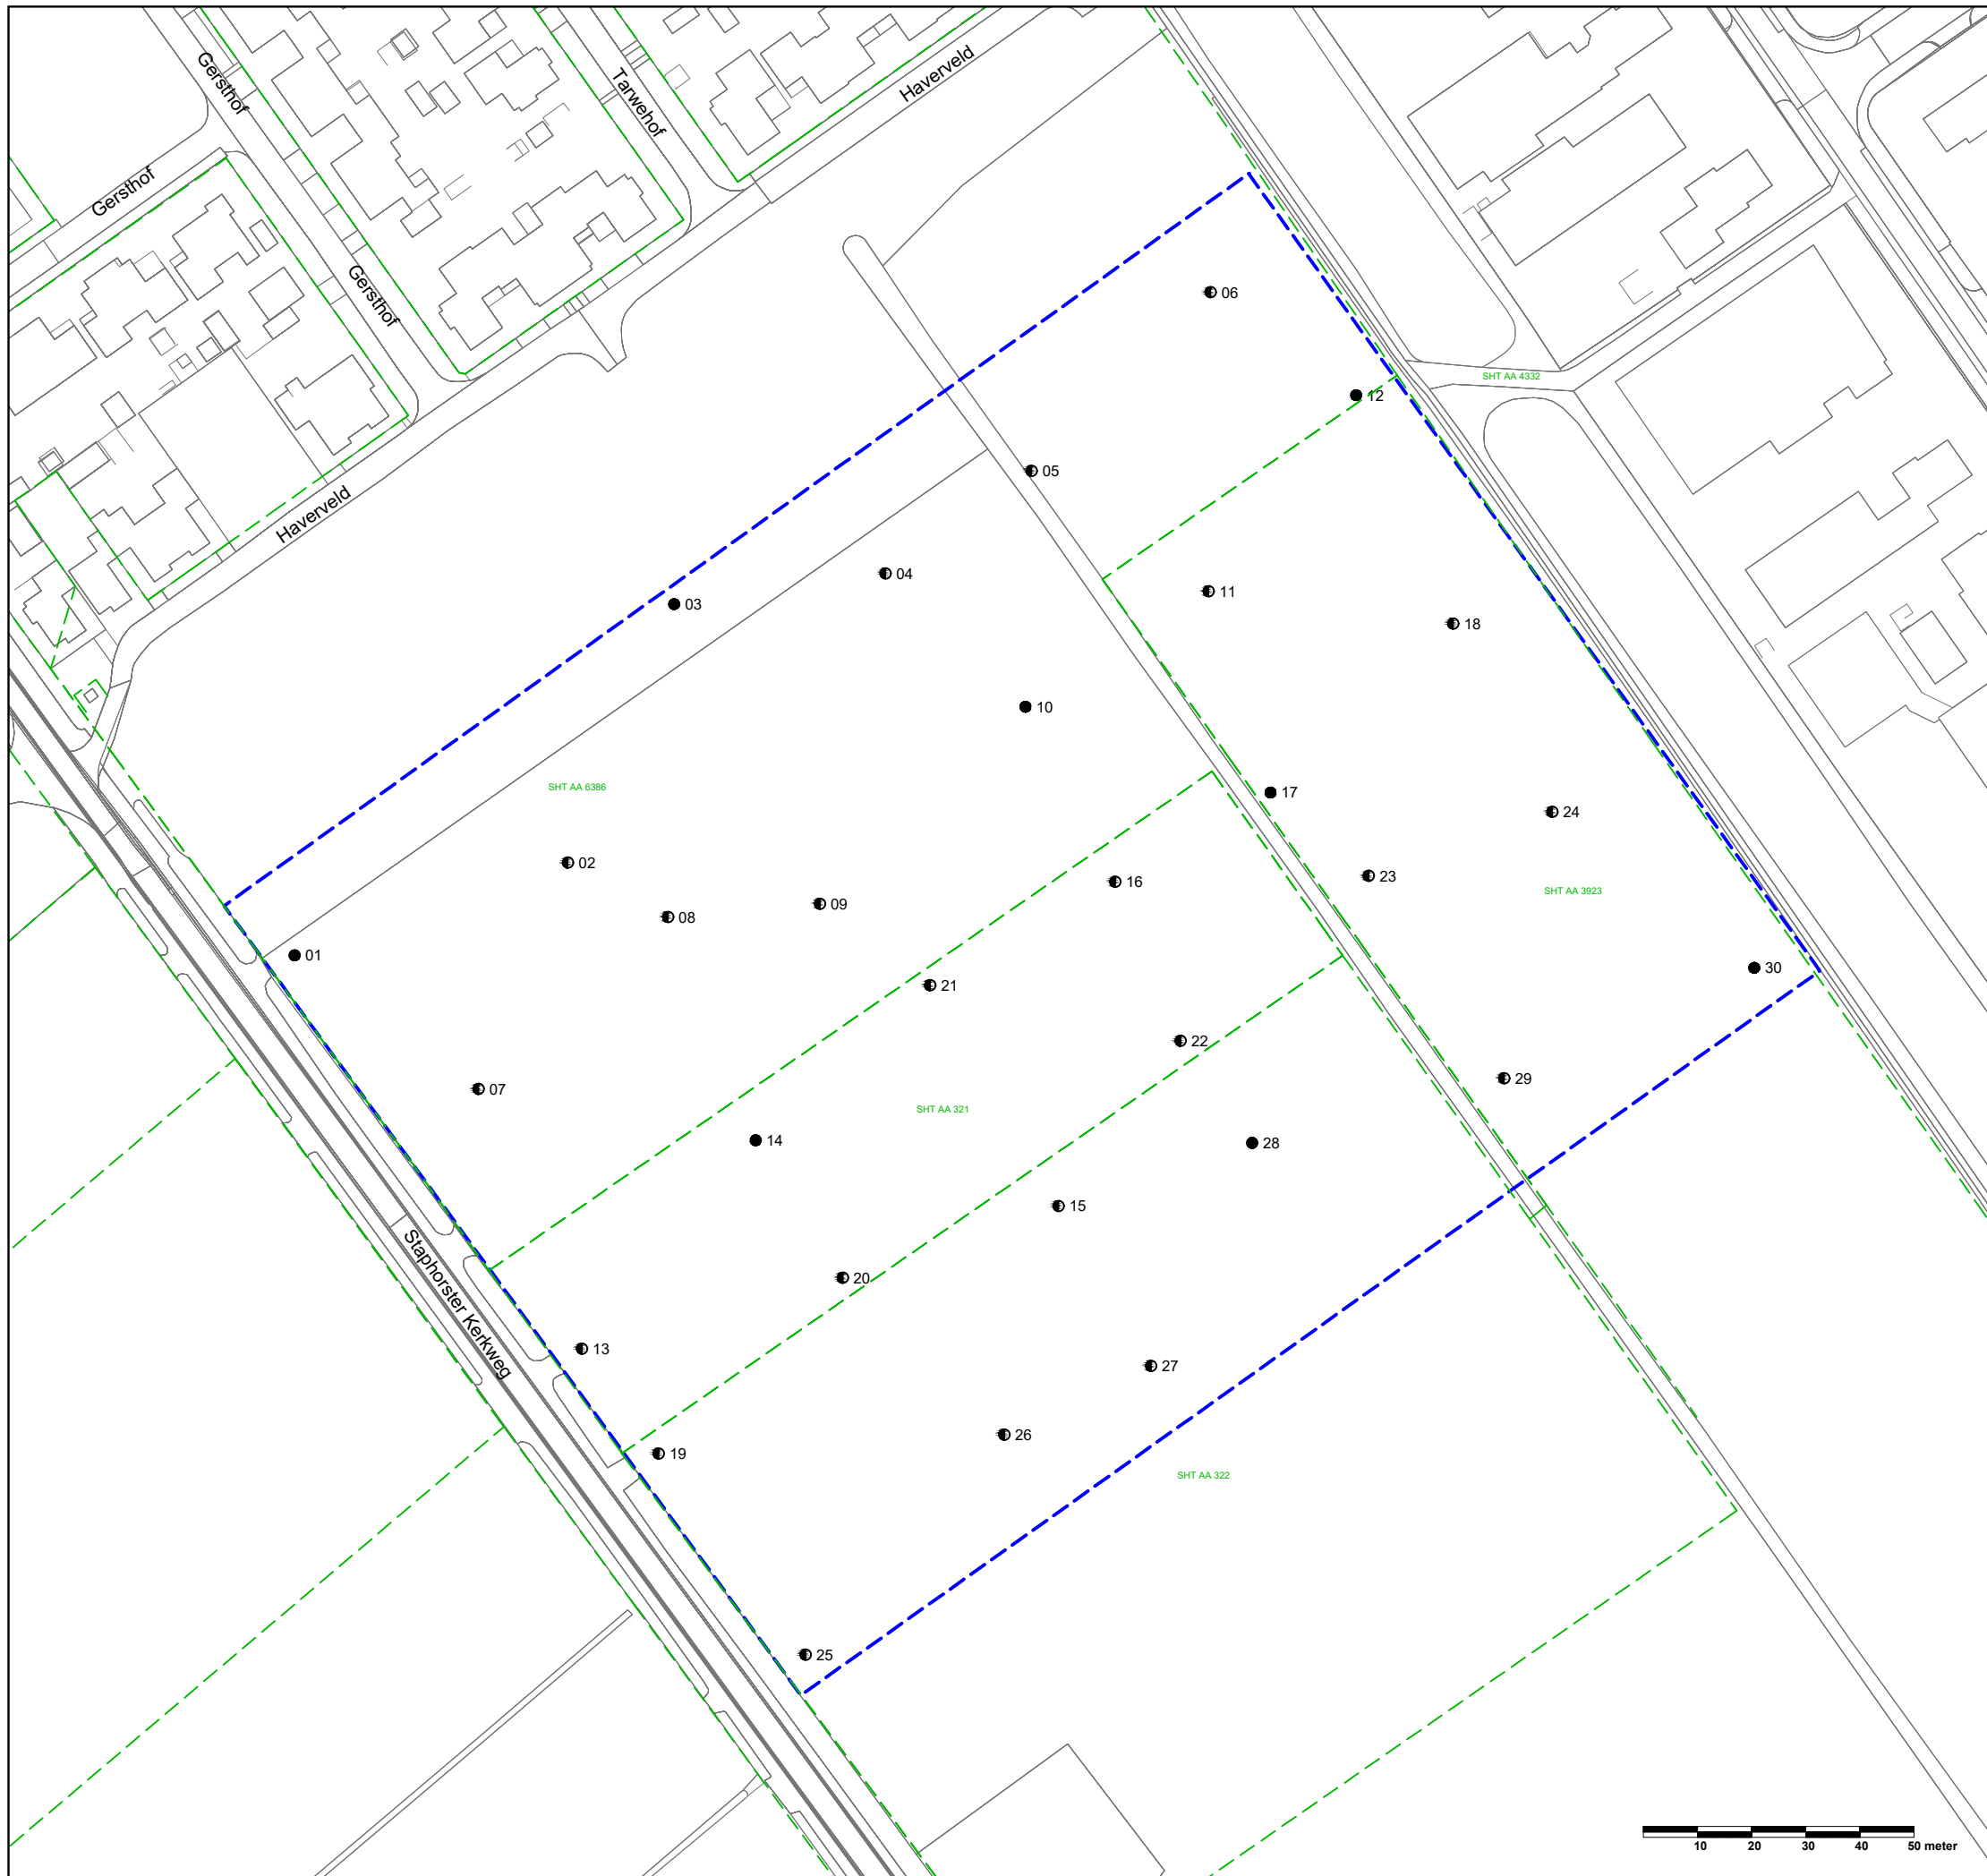 Gersthof
Tarwehof
Haverveld
Gersthof
Gersthof
06
SHT AA 4332
12
05
Haverveld
04
11
03
18
10
SHT AA 6386
17
24
02
16
23
SHT AA 3923
09
08
01
30
21
22
29
07
SHT AA 321
14
28
15
20
Staphorster Kerkweg
13
27
26
19
SHT AA 322
25
10 20 30 40 50 meter